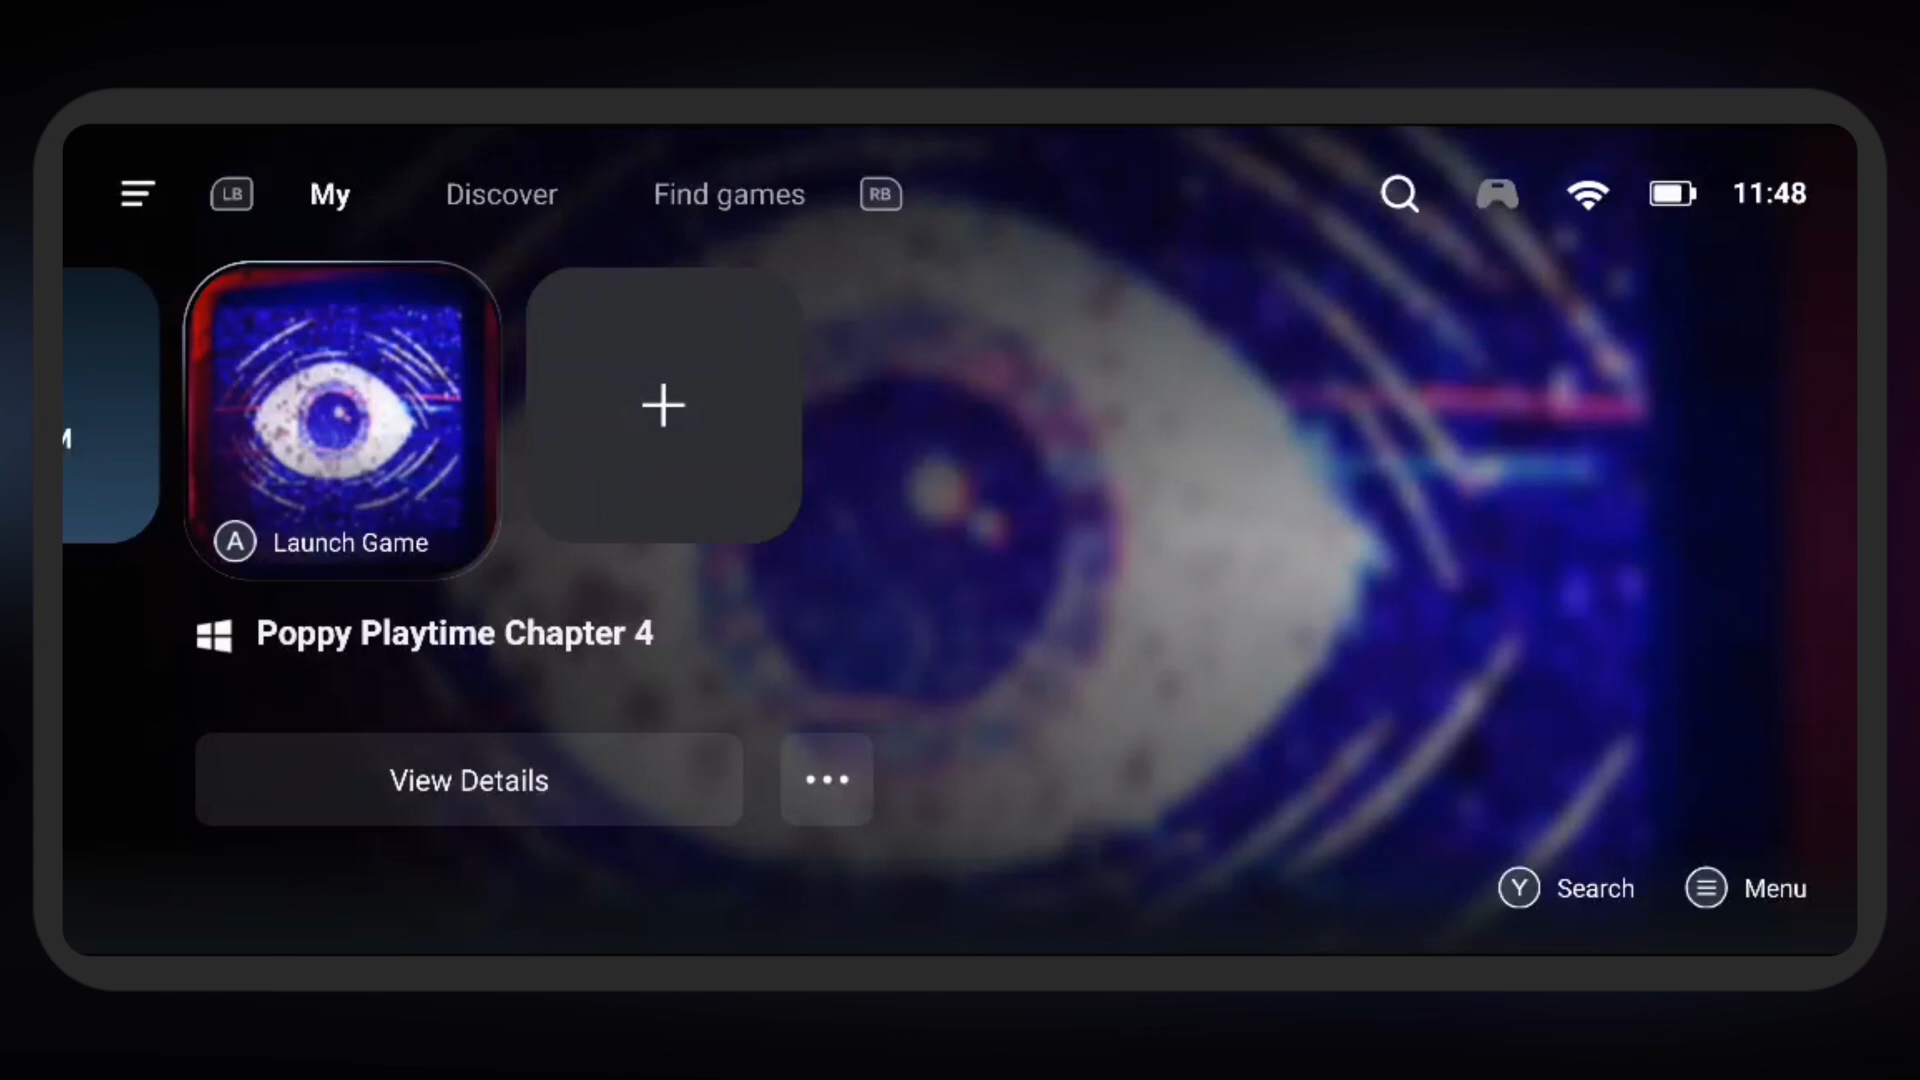 LB My Discover Find games RB 11:48
M
A Launch Game
Poppy Playtime Chapter 4
View Details
Y Search Menu